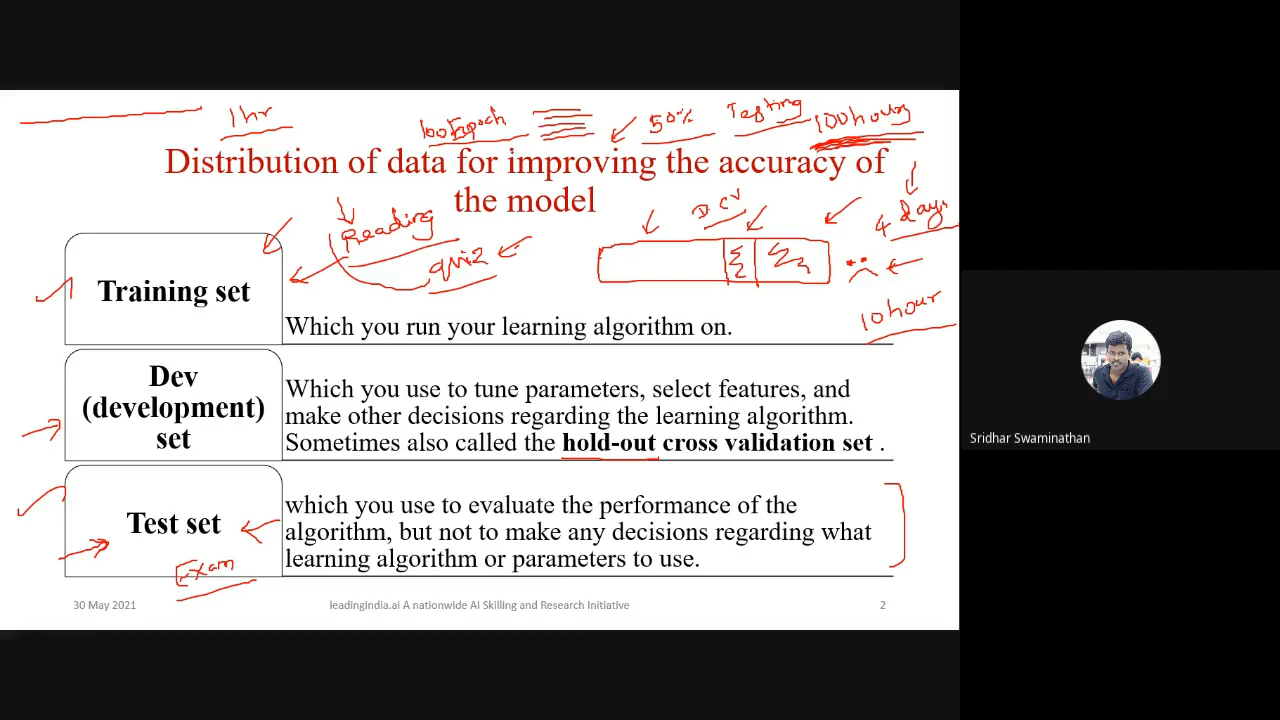 1hr
100 Epoch
50%
Testing
100 hours
Distribution of data for improving the accuracy of
the model
4 days
Reading
quiz
10 hour
Training set
Which you run your learning algorithm on.
Dev
(development)
set
Which you use to tune parameters, select features, and
make other decisions regarding the learning algorithm.
Sometimes also called the hold-out cross validation set .
Test set
which you use to evaluate the performance of the
algorithm, but not to make any decisions regarding what
learning algorithm or parameters to use.
Exam
30 May 2021
leadingindia.ai A nationwide AI Skilling and Research Initiative
2
Sridhar Swaminathan